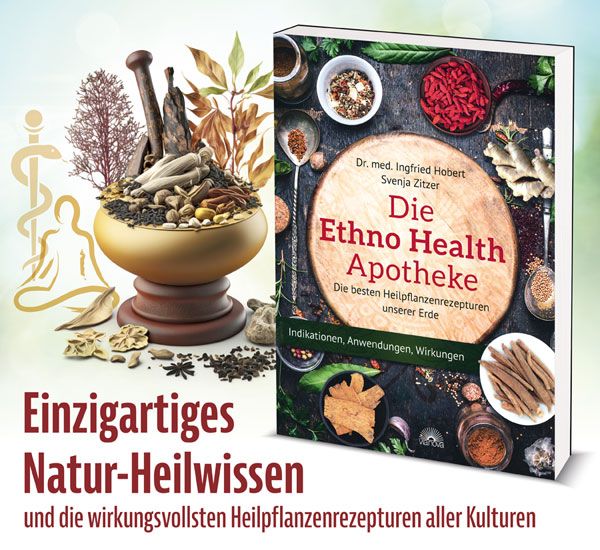 Dr. med. Ingfried Hobert
Svenja Zitzer
Die
Ethno Health
Apotheke
Die besten Heilpflanzenrezepturen
unserer Erde
Indikationen, Anwendungen, Wirkungen
vianova
Einzigartiges
Natur-Heilwissen
und die wirkungsvollsten Heilpflanzenrezepturen aller Kulturen